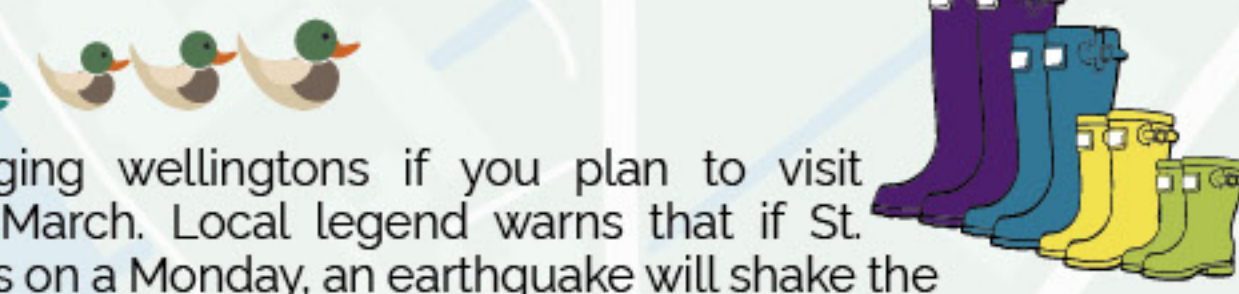 ging wellingtons if you plan to visit
March. Local legend warns that if St.
s on a Monday, an earthquake will shake the